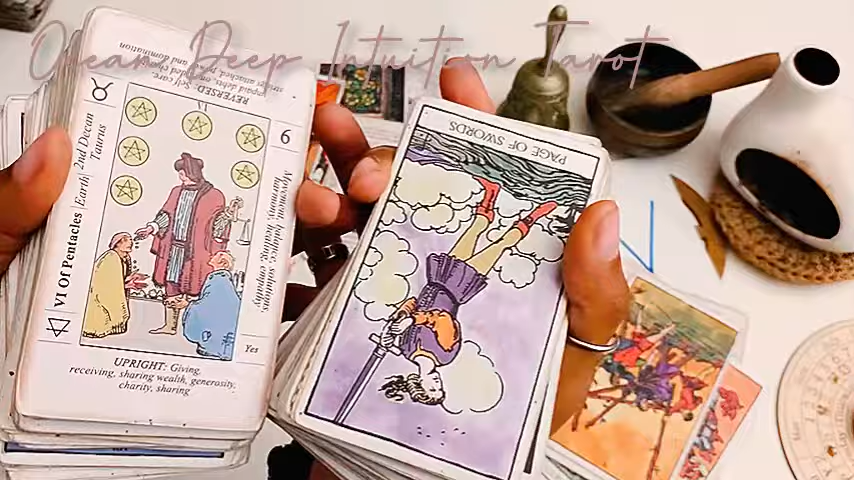 Ocean Deep Intuition Tarot
REVERSED: Self care,
unpaid debts, one sided charity,
strings attached, power and domination
6
2nd Decan
Taurus
Earth
VI Of Pentacles
Movement, balance, solutions,
harmony, building, empathy,
Yes
UPRIGHT: Giving,
receiving, sharing wealth, generosity,
charity, sharing
PAGE OF SWORDS